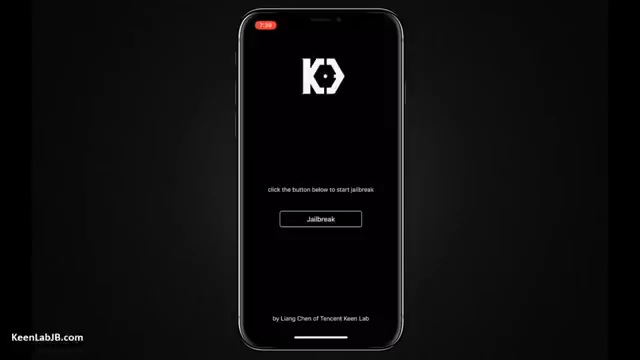 7:39
click the button below to start jailbreak
Jailbreak
by Liang Chen of Tencent Keen Lab
KeenLabJB.com